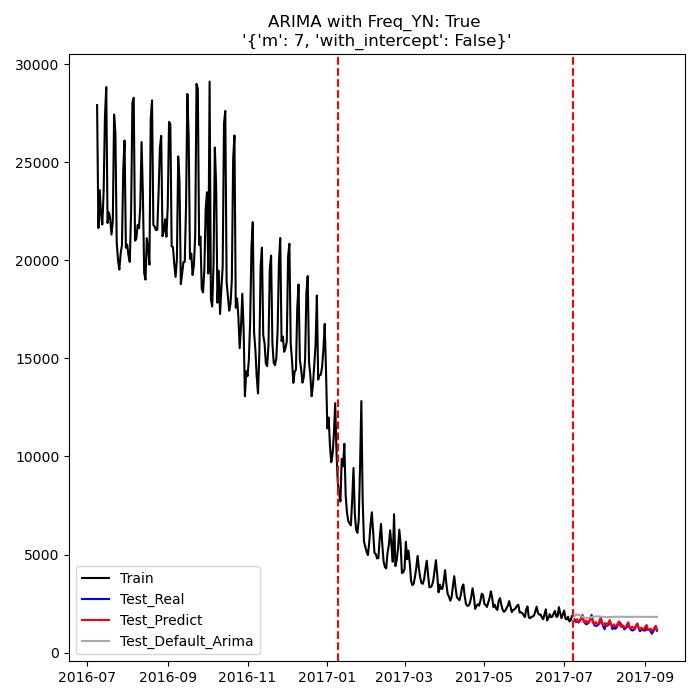 ARIMA with Freq_YN: True
'{'m': 7, 'with_intercept': False}'
30000
25000
20000
15000
10000
5000
0
Train
Test_Real
Test_Predict
Test_Default_Arima
2016-07 2016-09 2016-11 2017-01 2017-03 2017-05 2017-07 2017-09